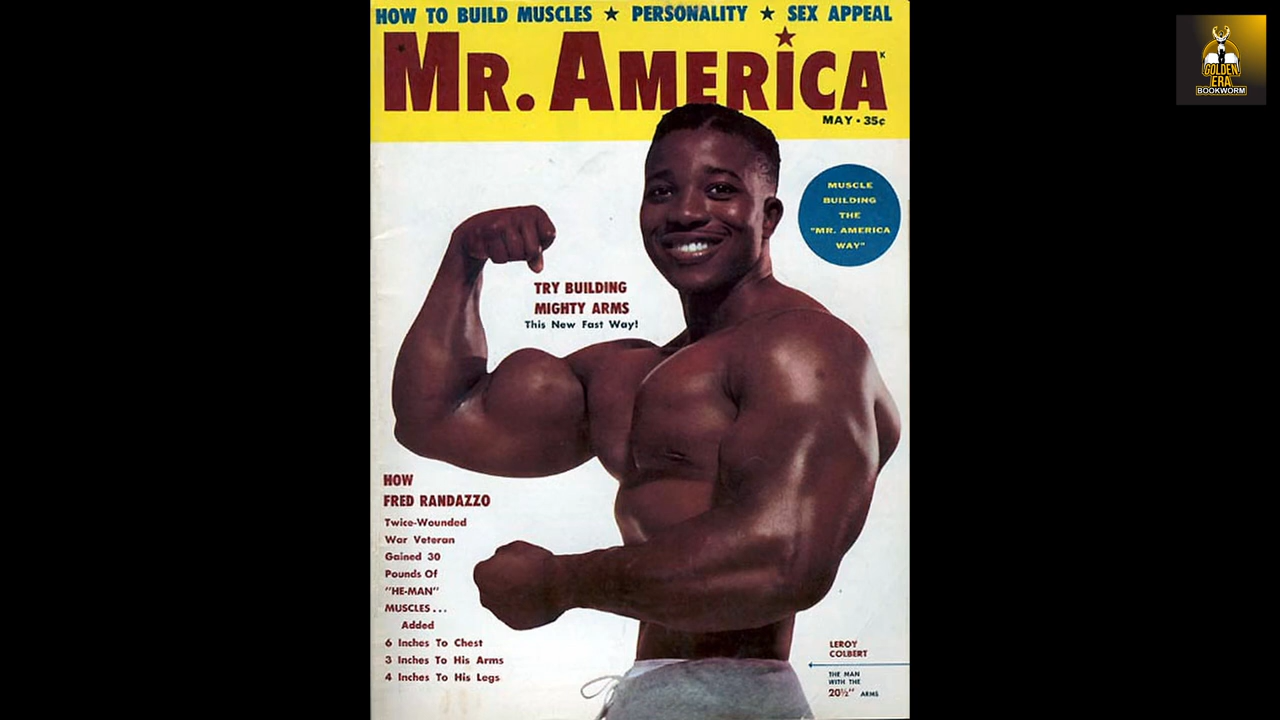 HOW TO BUILD MUSCLES ★ PERSONALITY ★ SEX APPEAL
MR. AMERICA
MAY • 35¢
MUSCLE
BUILDING
THE
"MR. AMERICA
WAY"
TRY BUILDING
MIGHTY ARMS
This New Fast Way!
HOW
FRED RANDAZZO
Twice-Wounded
War Veteran
Gained 30
Pounds Of
"HE-MAN"
MUSCLES...
Added
6 Inches To Chest
3 Inches To His Arms
4 Inches To His Legs
LEROY
COLBERT
THE MAN
WITH THE
20½" ARMS
GOLDEN
ERA
BOOKWORM